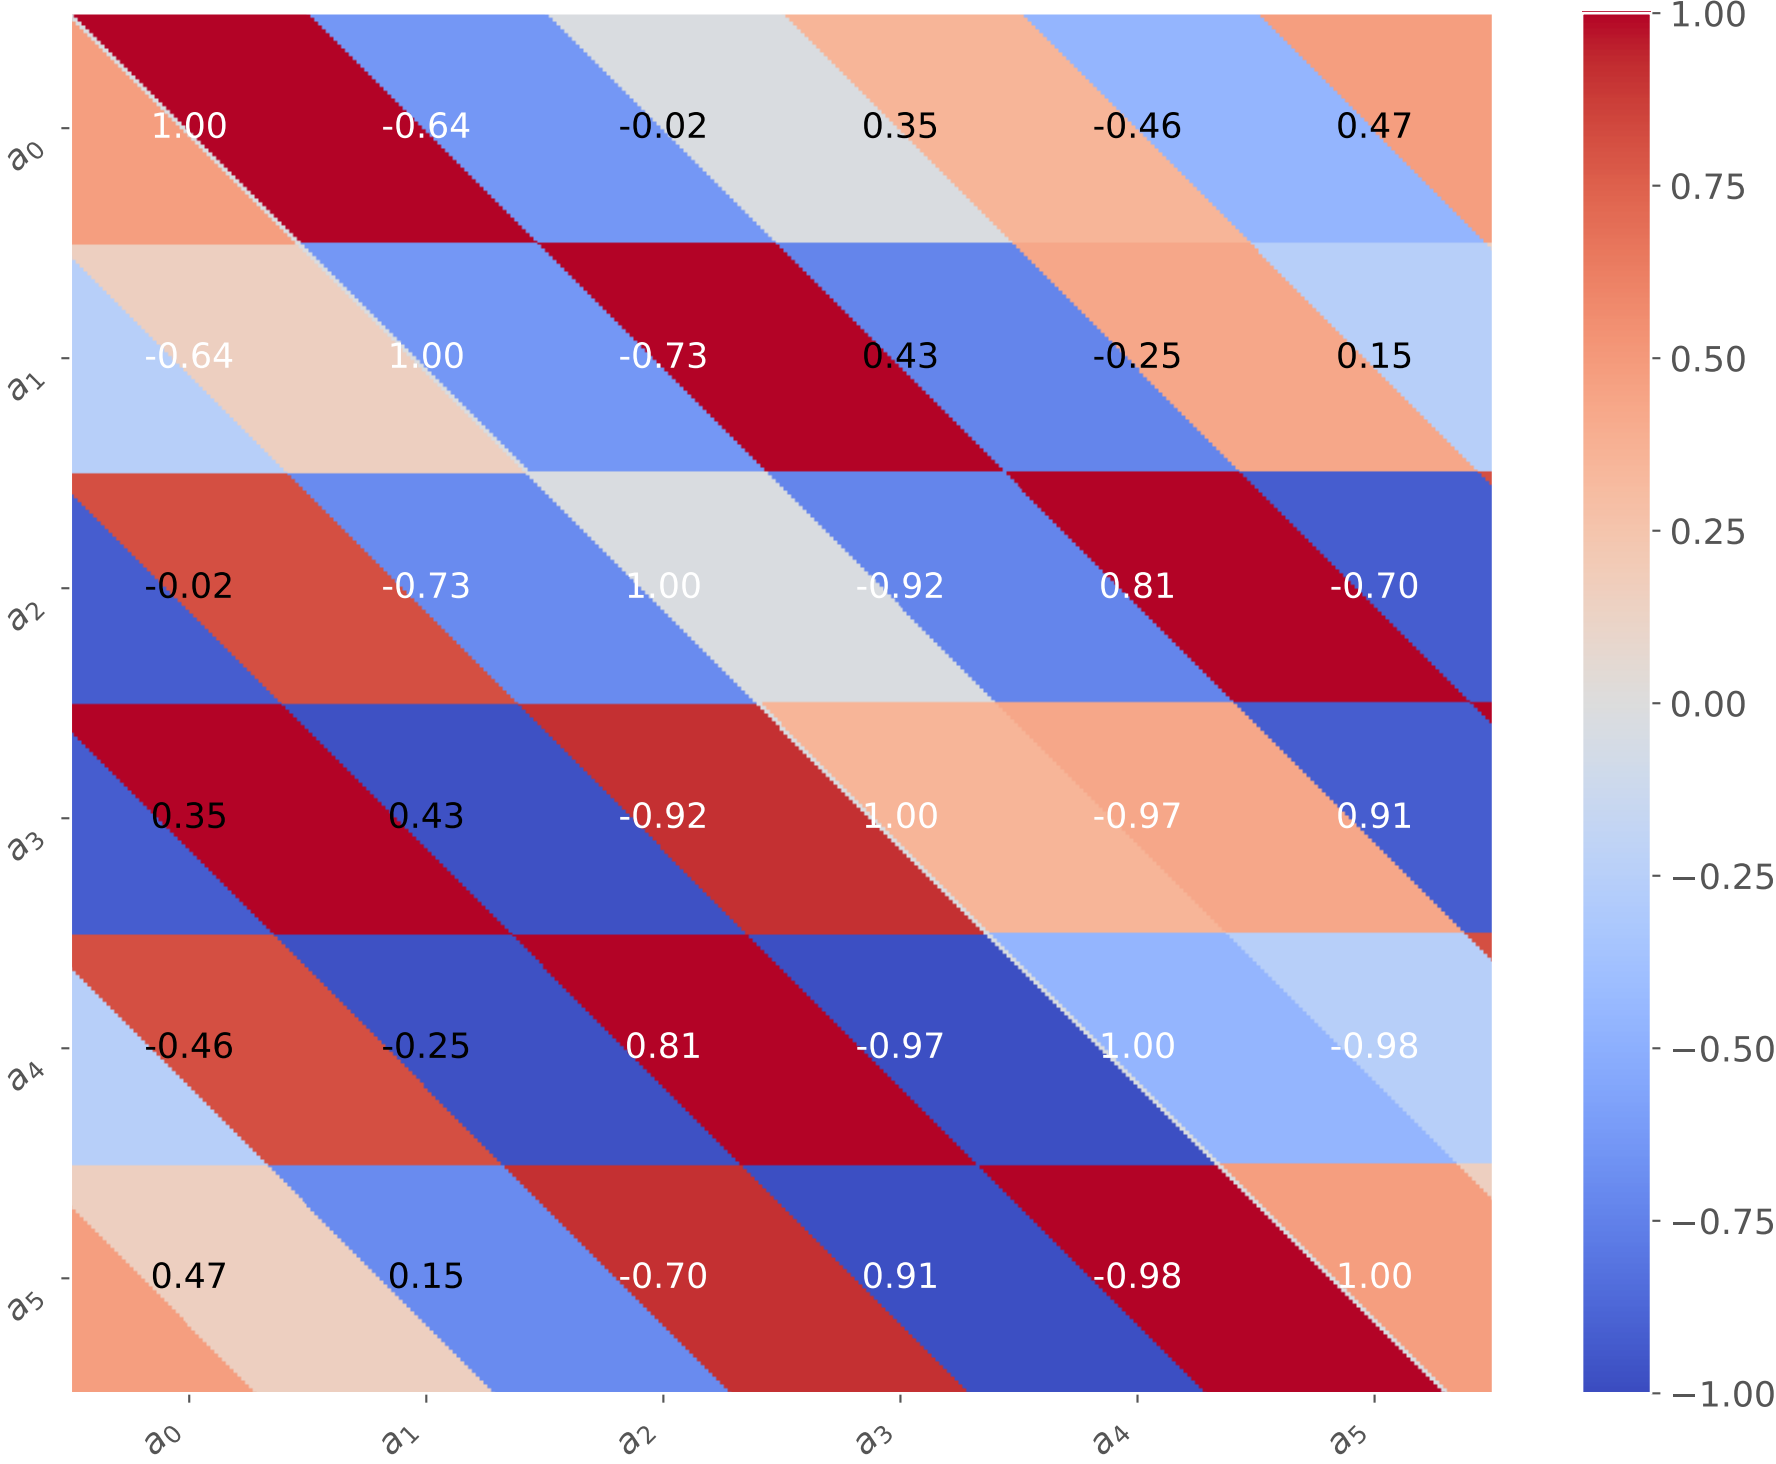 1.00
a0 1.00 -0.64 -0.02 0.35 -0.46 0.47
0.75
a1 -0.64 1.00 -0.73 0.43 -0.25 0.15
0.50
0.25
a2 -0.02 -0.73 1.00 -0.92 0.81 -0.70
0.00
a3 0.35 0.43 -0.92 1.00 -0.97 0.91
−0.25
a4 -0.46 -0.25 0.81 -0.97 1.00 -0.98
−0.50
−0.75
a5 0.47 0.15 -0.70 0.91 -0.98 1.00
−1.00
a0 a1 a2 a3 a4 a5